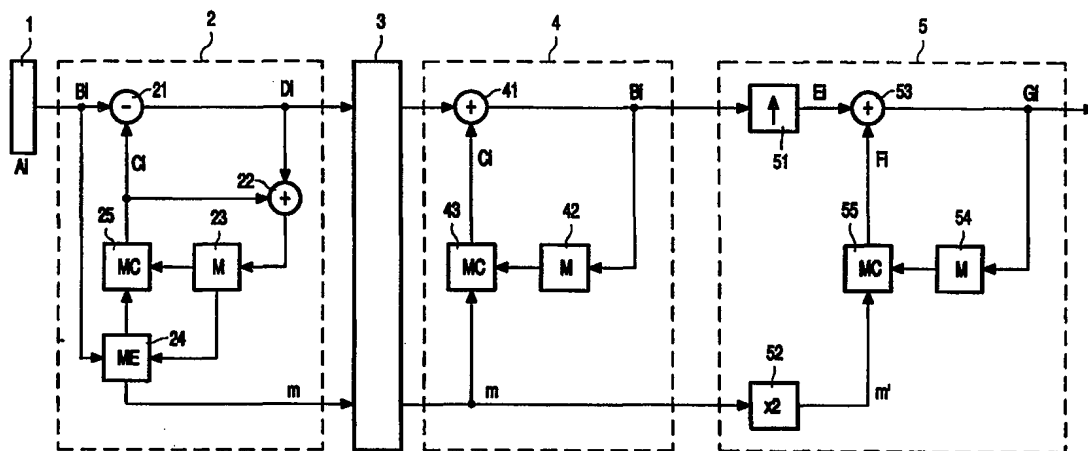 1
2
3
4
5
Bi
−
21
Di
+
41
Bi
↑
51
Ei
+
53
Gi
Ai
Ci
22
+
Ci
Fi
25
MC
23
M
43
MC
42
M
55
MC
54
M
24
ME
m
m
52
x2
m'